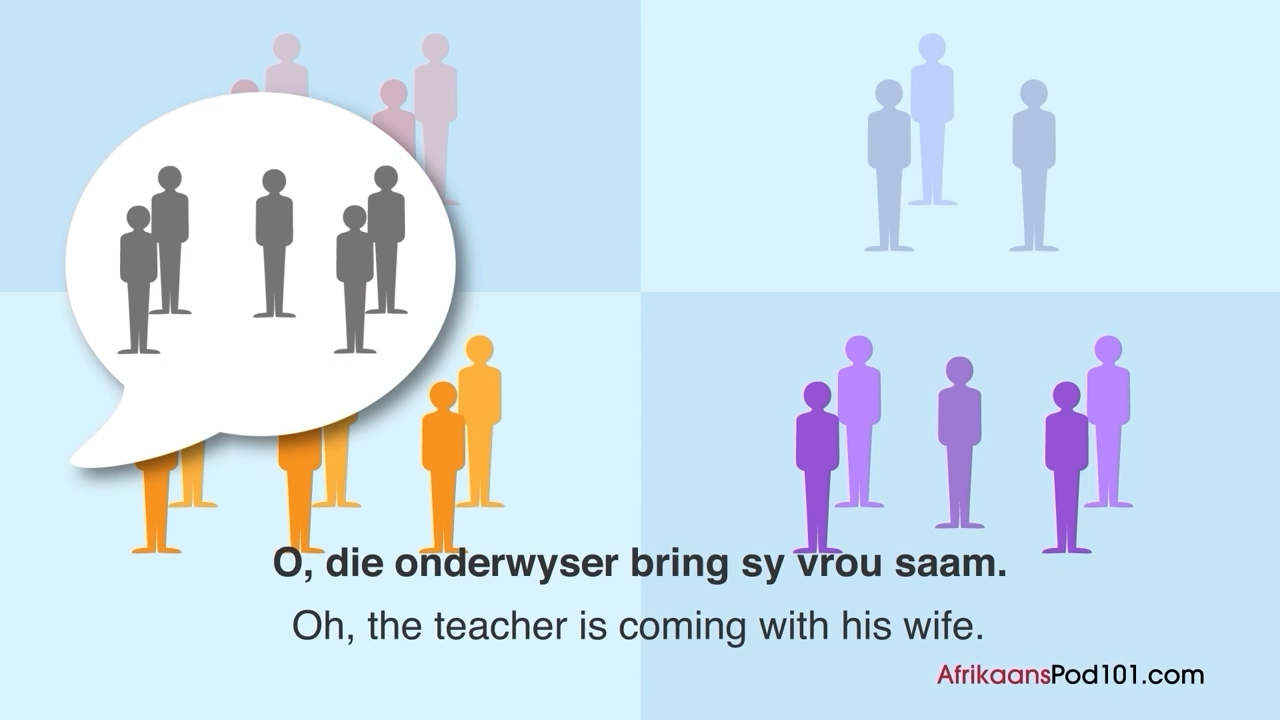 O, die onderwyser bring sy vrou saam.
Oh, the teacher is coming with his wife.
AfrikaansPod101.com